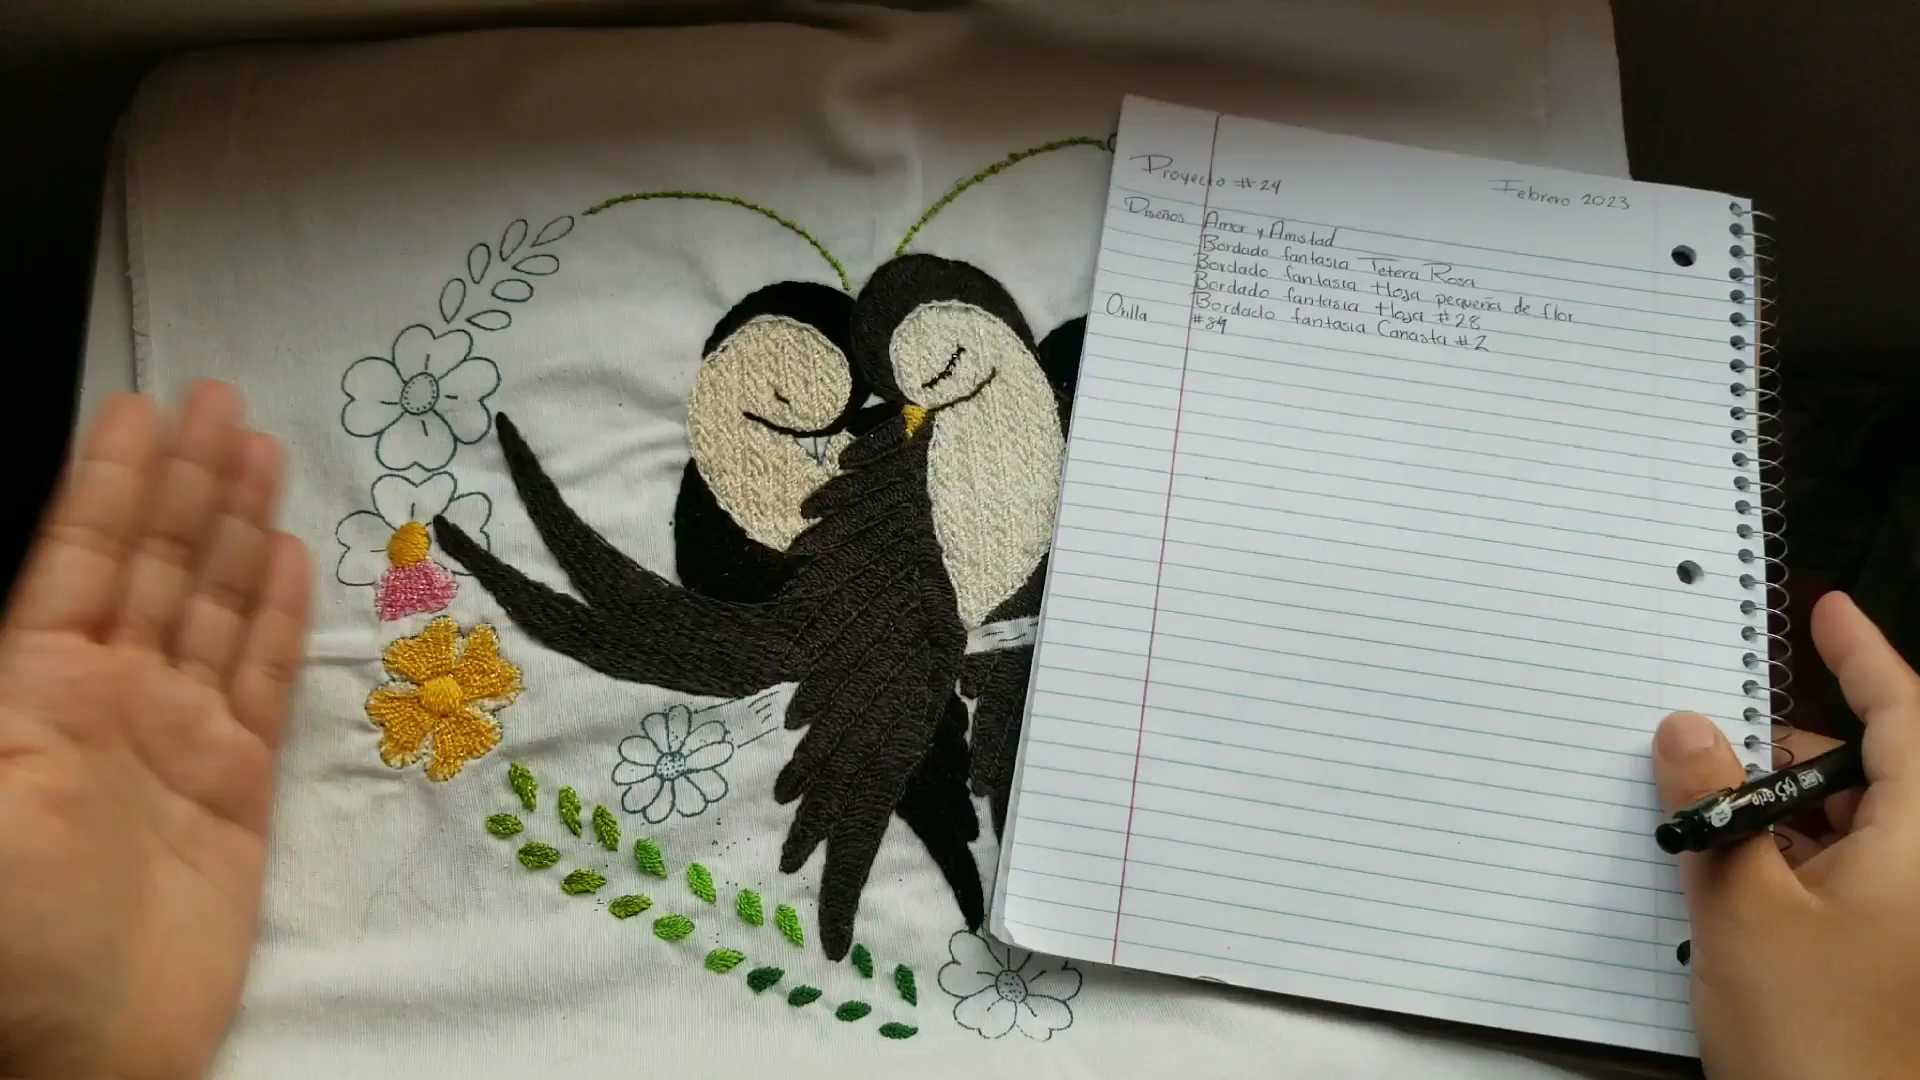 Proyecto #24 Febrero 2023
Diseños Amor y Amistad
Bordado fantasia Tetera Rosa
Bordado fantasia Hoja pequeña de flor
Bordado fantasia Hoja #28
Bordado fantasia Canasta #2
Orilla #84
Grip